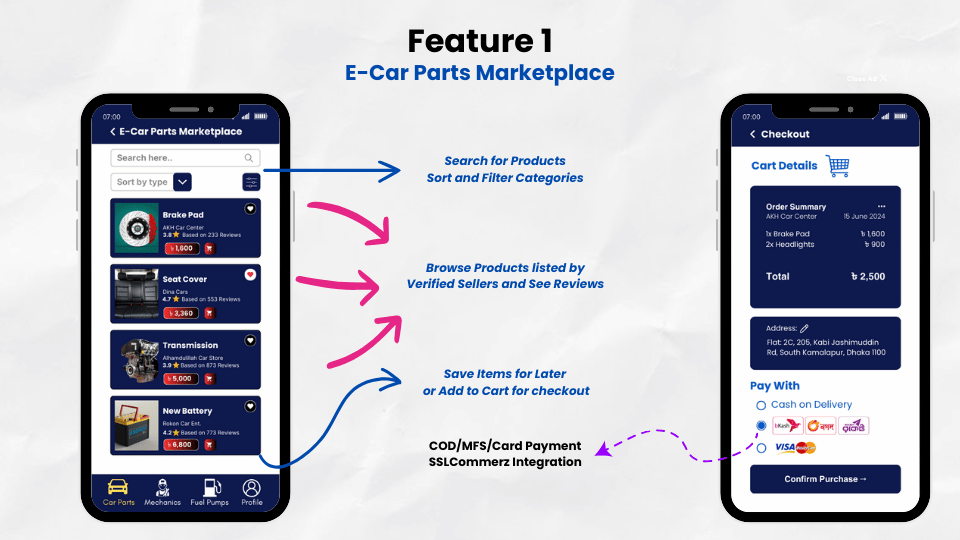 Feature 1
E-Car Parts Marketplace
Close Ad X
07:00
E-Car Parts Marketplace
Search here..
Sort by type
Brake Pad
AKH Car Center
3.8 Based on 233 Reviews
৳ 1,600
Seat Cover
Dina Cars
4.7 Based on 553 Reviews
৳ 3,360
Transmission
Alhamdulillah Car Store
3.9 Based on 873 Reviews
৳ 5,000
New Battery
Rokon Car Ent.
4.2 Based on 773 Reviews
৳ 6,800
Car Parts Mechanics Fuel Pumps Profile
Search for Products
Sort and Filter Categories
Browse Products listed by
Verified Sellers and See Reviews
Save Items for Later
or Add to Cart for checkout
COD/MFS/Card Payment
SSLCommerz Integration
07:00
Checkout
Cart Details
Order Summary
AKH Car Center 15 June 2024
1x Brake Pad ৳ 1,600
2x Headlights ৳ 900
Total ৳ 2,500
Address:
Flat: 2C, 205, Kabi Jashimuddin
Rd, South Kamalapur, Dhaka 1100
Pay With
Cash on Delivery
bKash নগদ
VISA MasterCard
Confirm Purchase →